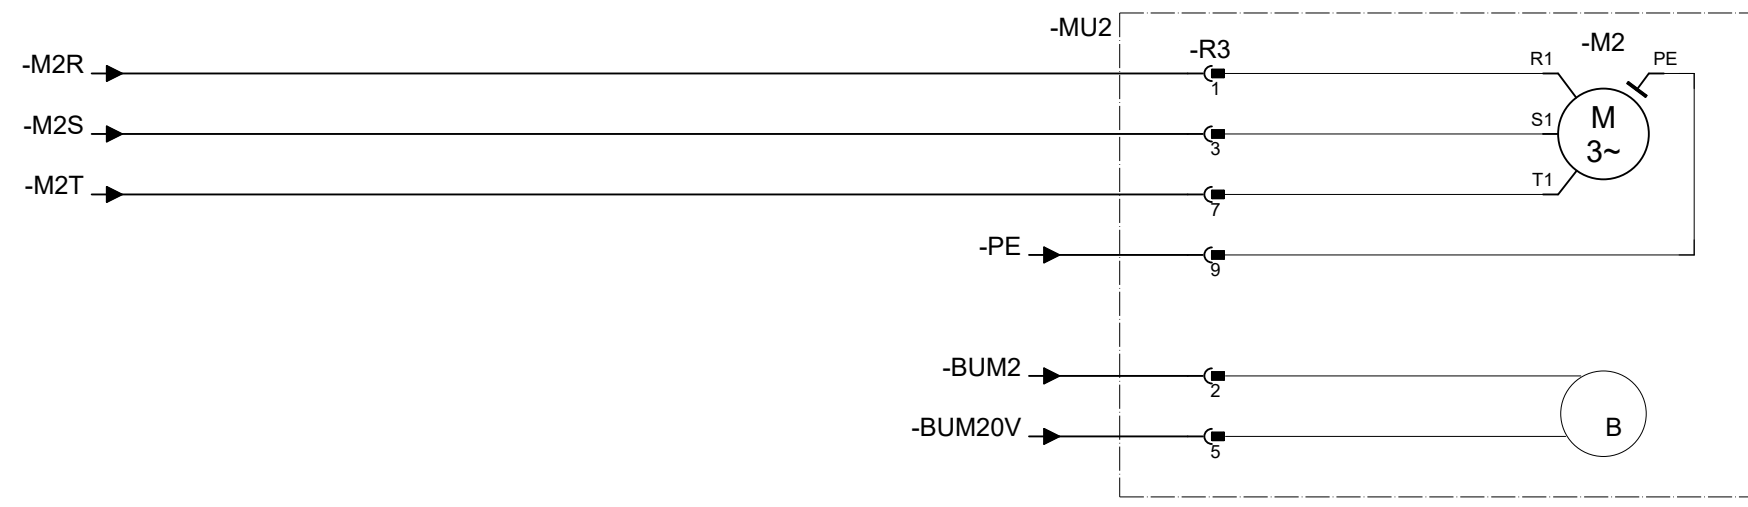 -MU2
-R3
-M2
-M2R
R1
PE
1
-M2S
S1
M
3~
3
-M2T
T1
7
-PE
9
-BUM2
2
-BUM20V
B
5